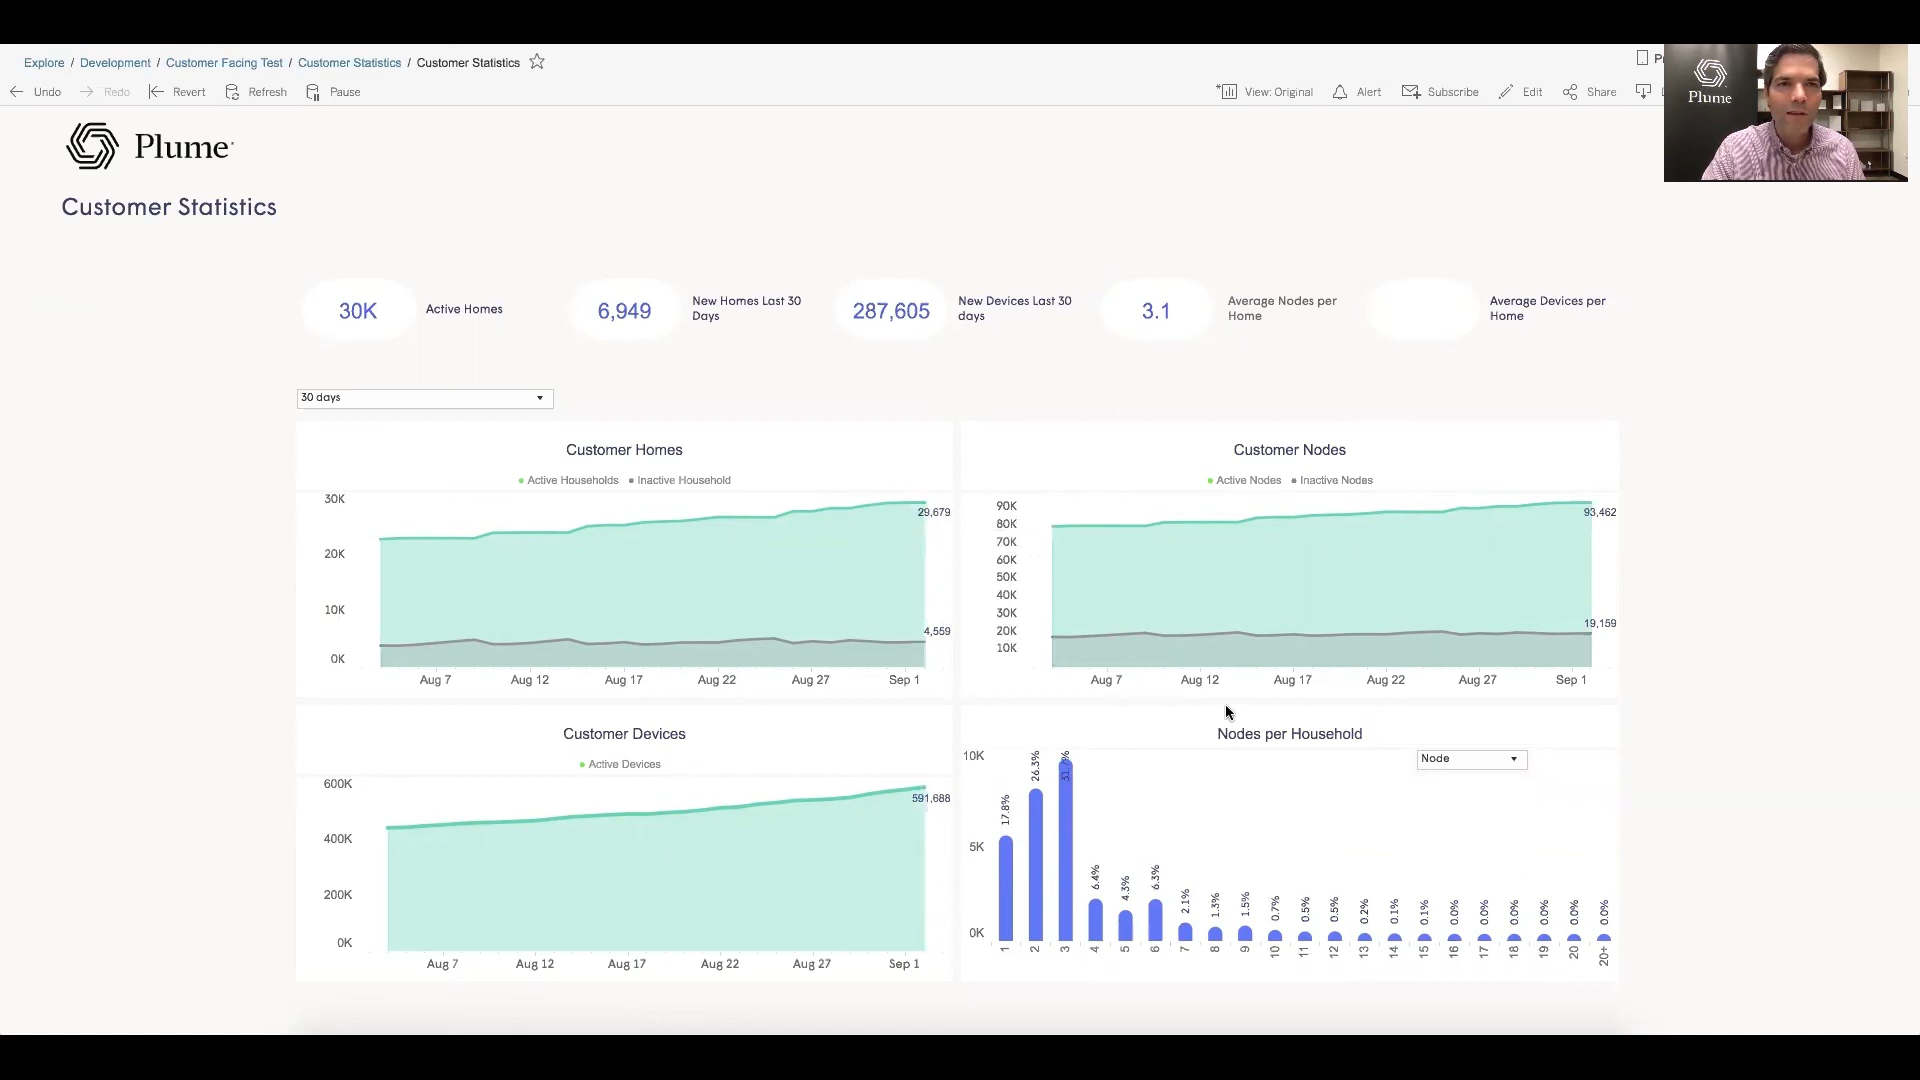 Explore / Development / Customer Facing Test / Customer Statistics / Customer Statistics
Undo Redo Revert Refresh Pause
View: Original Alert Subscribe Edit Share
Plume
Plume
Customer Statistics
30K Active Homes
6,949 New Homes Last 30 Days
287,605 New Devices Last 30 days
3.1 Average Nodes per Home
Average Devices per Home
30 days
Customer Homes
Active Households Inactive Household
30K
20K
10K
0K
29,679
4,559
Aug 7 Aug 12 Aug 17 Aug 22 Aug 27 Sep 1
Customer Nodes
Active Nodes Inactive Nodes
90K
80K
70K
60K
50K
40K
30K
20K
10K
93,462
19,159
Aug 7 Aug 12 Aug 17 Aug 22 Aug 27 Sep 1
Customer Devices
Active Devices
600K
400K
200K
0K
591,688
Aug 7 Aug 12 Aug 17 Aug 22 Aug 27 Sep 1
Nodes per Household
Node
10K
5K
0K
17.8% 26.3% 6.4% 4.3% 6.3% 2.1% 1.3% 1.5% 0.7% 0.5% 0.5% 0.2% 0.1% 0.1% 0.0% 0.0% 0.0% 0.0% 0.0% 0.0%
1 2 3 4 5 6 7 8 9 10 11 12 13 14 15 16 17 18 19 20 20+